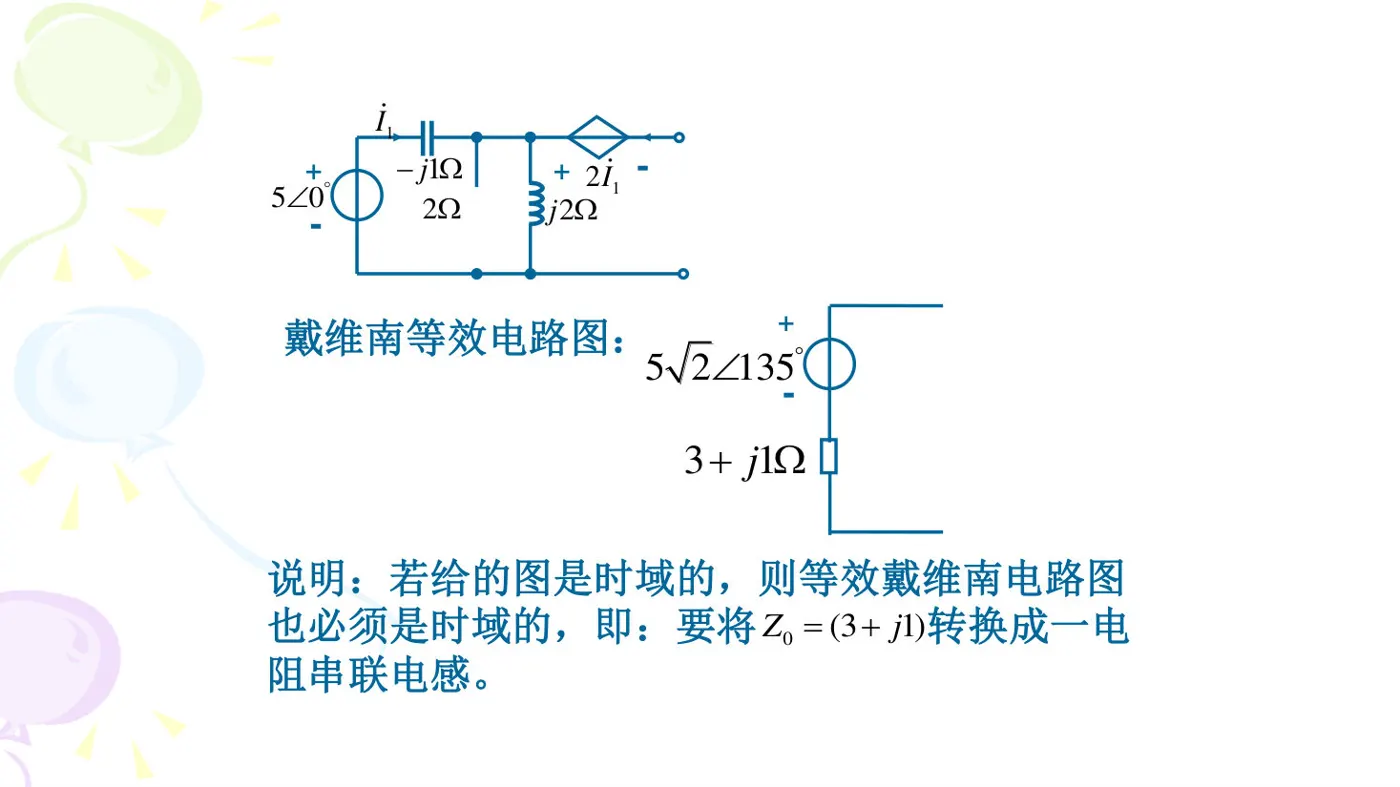 İ₁
−j1Ω
+ 2İ₁ -
+
5∠0°
-
2Ω
j2Ω
戴维南等效电路图：
+
5√2∠135°
-
3+j1Ω
说明：若给的图是时域的，则等效戴维南电路图
也必须是时域的，即：要将 Z₀ =(3+ j1)转换成一电
阻串联电感。